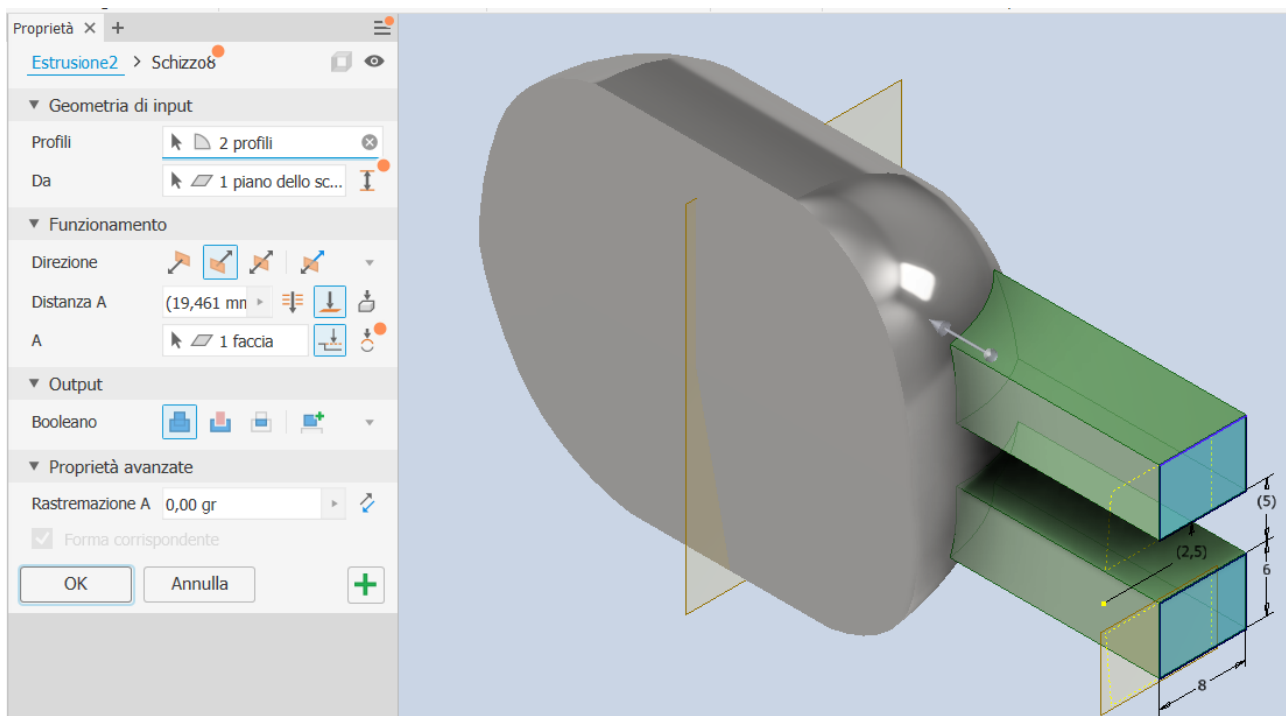 Proprietà
Estrusione2 > Schizzo8
Geometria di input
Profili 2 profili
Da 1 piano dello sc...
Funzionamento
Direzione
Distanza A (19,461 mn
A 1 faccia
Output
Booleano
Proprietà avanzate
Rastremazione A 0,00 gr
Forma corrispondente
OK Annulla
(5)
(2,5)
6
8